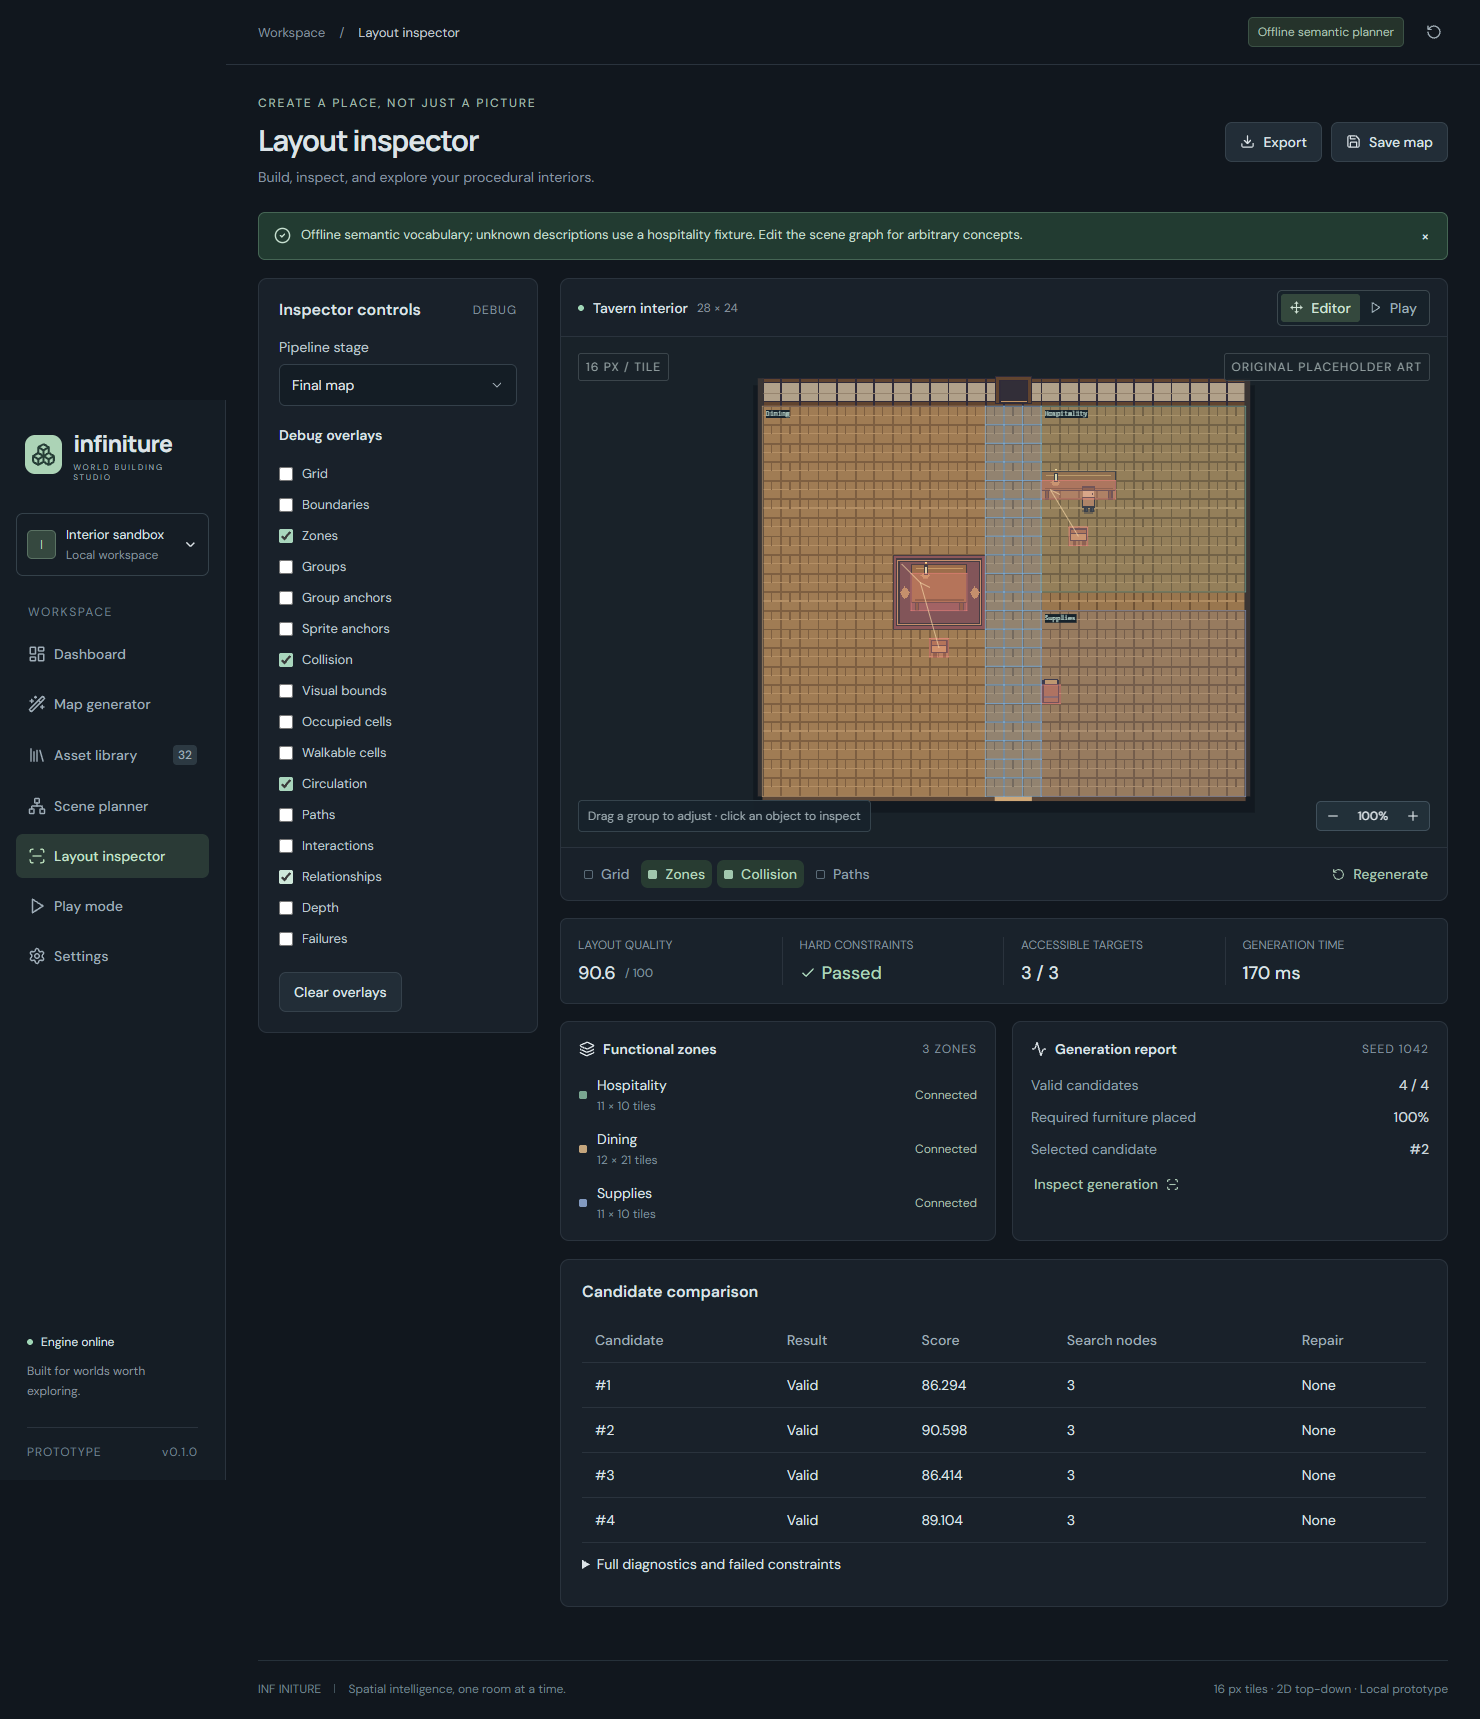 Workspace / Layout inspector
Offline semantic planner
CREATE A PLACE, NOT JUST A PICTURE
Layout inspector
Build, inspect, and explore your procedural interiors.
Export
Save map
Offline semantic vocabulary; unknown descriptions use a hospitality fixture. Edit the scene graph for arbitrary concepts.
×
infiniture
WORLD BUILDING
STUDIO
I
Interior sandbox
Local workspace
WORKSPACE
Dashboard
Map generator
Asset library 32
Scene planner
Layout inspector
Play mode
Settings
Engine online
Built for worlds worth
exploring.
PROTOTYPE v0.1.0
Inspector controls DEBUG
Pipeline stage
Final map
Debug overlays
Grid
Boundaries
Zones
Groups
Group anchors
Sprite anchors
Collision
Visual bounds
Occupied cells
Walkable cells
Circulation
Paths
Interactions
Relationships
Depth
Failures
Clear overlays
Tavern interior 28 × 24
Editor Play
16 PX / TILE
ORIGINAL PLACEHOLDER ART
Dining
Hospitality
Supplies
Drag a group to adjust · click an object to inspect
− 100% +
Grid Zones Collision Paths
Regenerate
LAYOUT QUALITY
90.6 / 100
HARD CONSTRAINTS
Passed
ACCESSIBLE TARGETS
3 / 3
GENERATION TIME
170 ms
Functional zones 3 ZONES
Hospitality
11 × 10 tiles
Connected
Dining
12 × 21 tiles
Connected
Supplies
11 × 10 tiles
Connected
Generation report SEED 1042
Valid candidates 4 / 4
Required furniture placed 100%
Selected candidate #2
Inspect generation
Candidate comparison
Candidate Result Score Search nodes Repair
#1 Valid 86.294 3 None
#2 Valid 90.598 3 None
#3 Valid 86.414 3 None
#4 Valid 89.104 3 None
Full diagnostics and failed constraints
INF INITURE | Spatial intelligence, one room at a time.
16 px tiles · 2D top-down · Local prototype